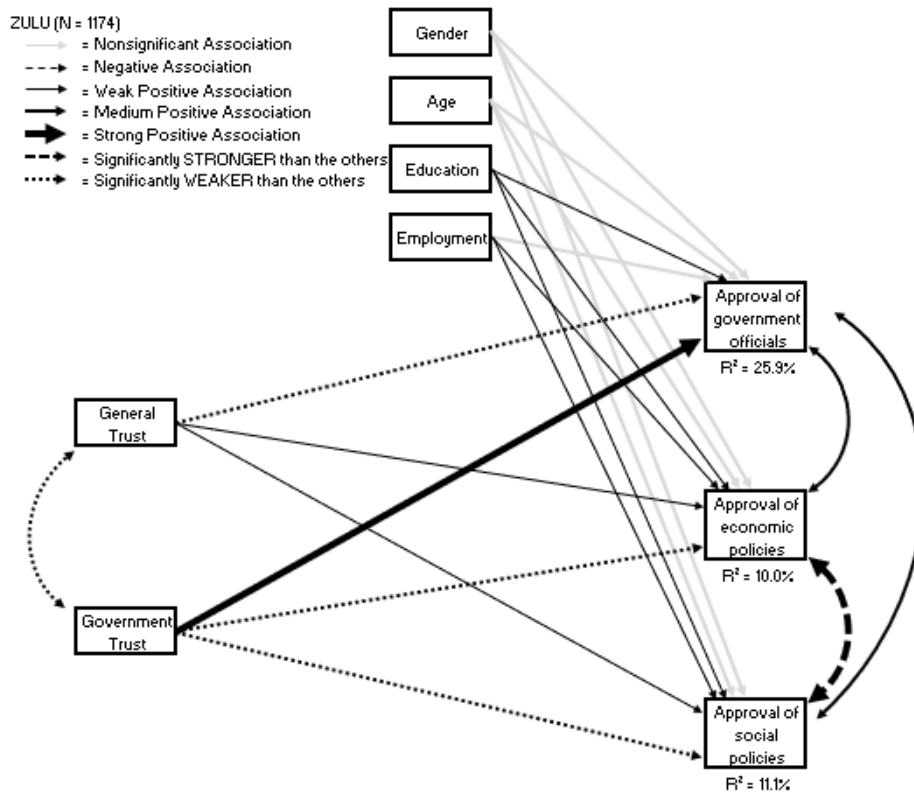 ZULU (N = 1174)
= Nonsignificant Association
= Negative Association
= Weak Positive Association
= Medium Positive Association
= Strong Positive Association
= Significantly STRONGER than the others
= Significantly WEAKER than the others
Gender
Age
Education
Employment
Approval of
government
officials
R² = 25.9%
General
Trust
Approval of
economic
policies
R² = 10.0%
Government
Trust
Approval of
social
policies
R² = 11.1%